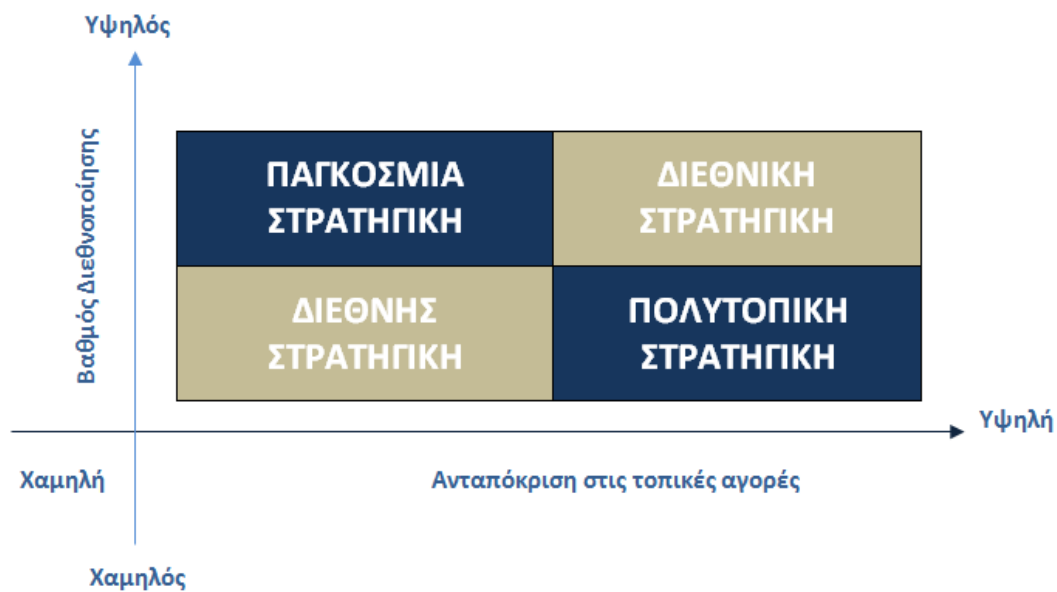 Υψηλός
Βαθμός Διεθνοποίησης
ΠΑΓΚΟΣΜΙΑ
ΣΤΡΑΤΗΓΙΚΗ
ΔΙΕΘΝΙΚΗ
ΣΤΡΑΤΗΓΙΚΗ
ΔΙΕΘΝΗΣ
ΣΤΡΑΤΗΓΙΚΗ
ΠΟΛΥΤΟΠΙΚΗ
ΣΤΡΑΤΗΓΙΚΗ
Υψηλή
Χαμηλή
Ανταπόκριση στις τοπικές αγορές
Χαμηλός